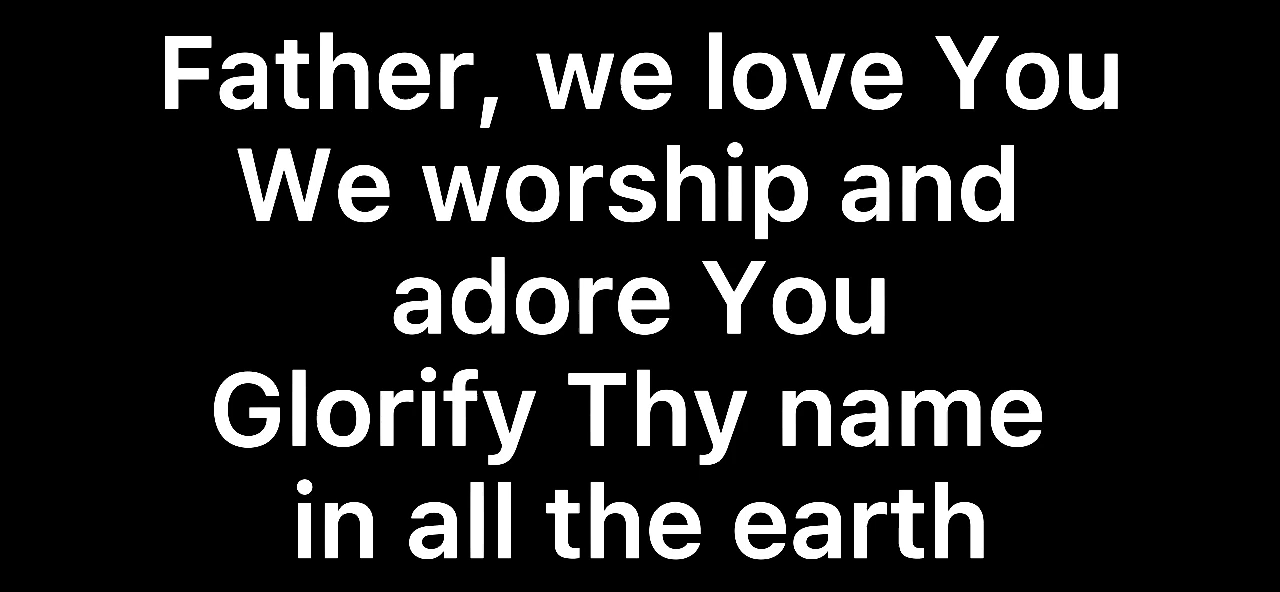 Father, we love You
We worship and
adore You
Glorify Thy name
in all the earth